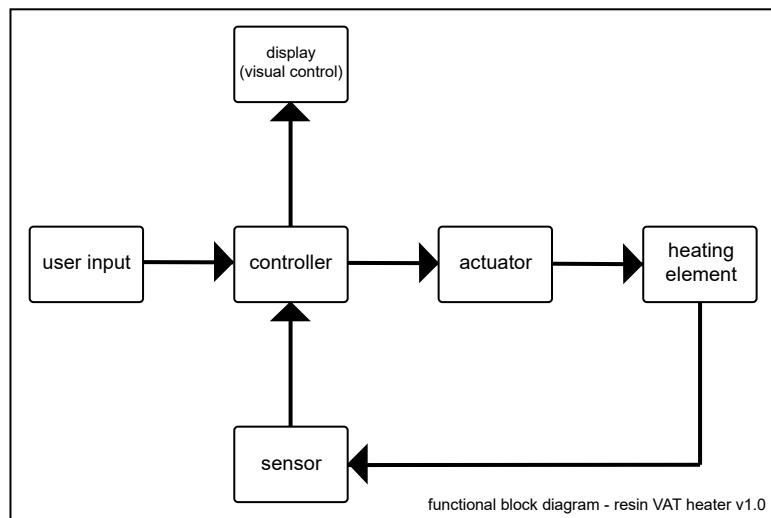 display
(visual control)
user input
controller
actuator
heating
element
sensor
functional block diagram - resin VAT heater v1.0